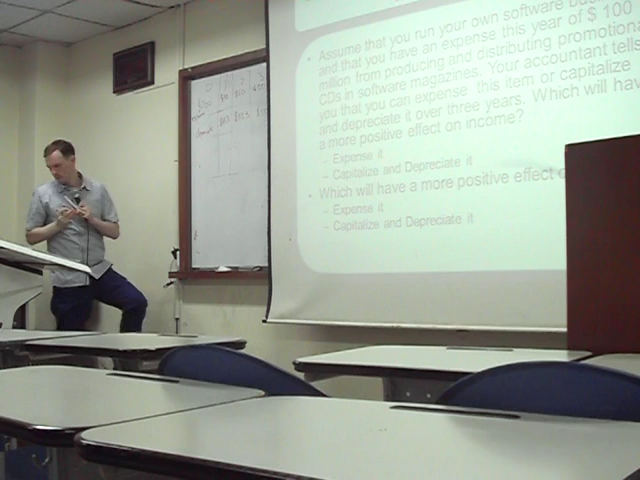 Assume that you run your own software
and that you have an expense this year of $ 100
million from producing and distributing promotional
CDs in software magazines. Your accountant tells
you that you can expense this item or capitalize
and depreciate it over three years. Which will have
a more positive effect on income?
– Expense it
– Capitalize and Depreciate it
Which will have a more positive effect
– Expense it
– Capitalize and Depreciate it